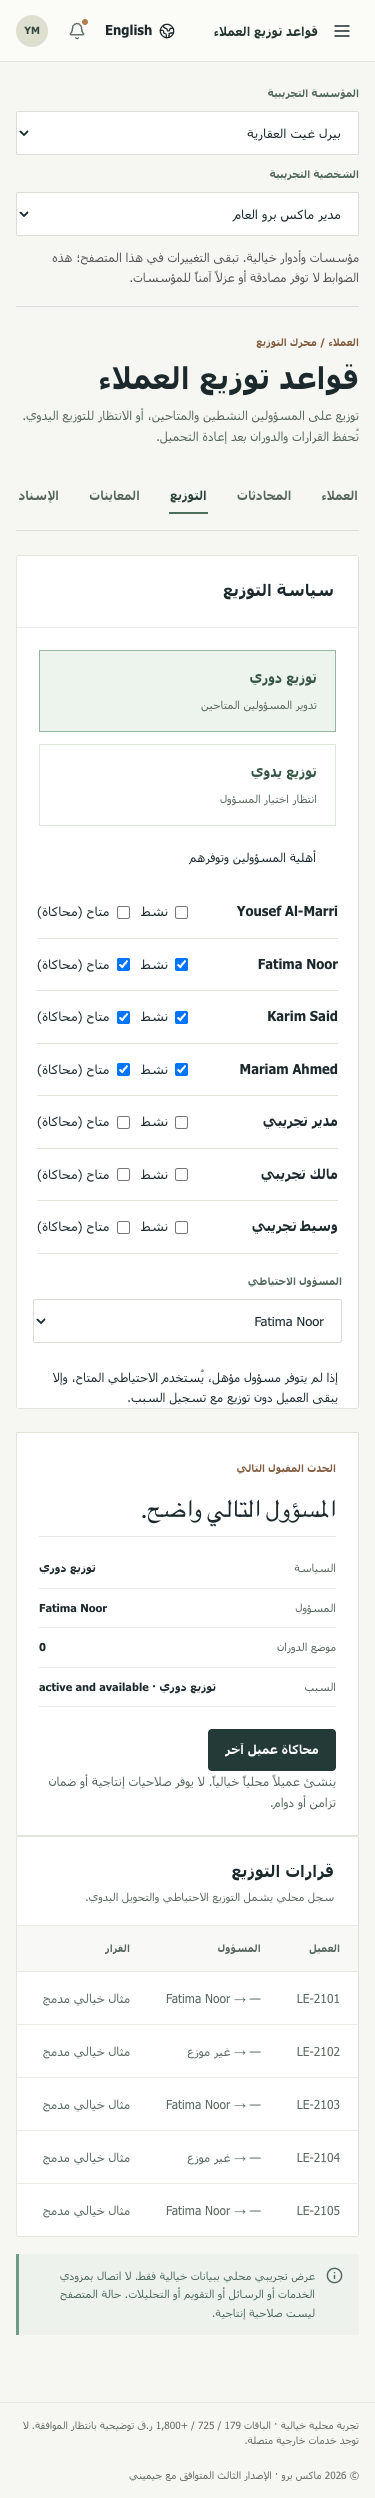 قواعد توزيع العملاء
English
YM
المؤسسة التجريبية
بيرل غيت العقارية
الشخصية التجريبية
مدير ماكس برو العام
مؤسسات وأدوار خيالية. تبقى التغييرات في هذا المتصفح؛ هذه
الضوابط لا توفر مصادقة أو عزلاً آمناً للمؤسسات.
العملاء / محرك التوزيع
قواعد توزيع العملاء
توزيع على المسؤولين النشطين والمتاحين، أو الانتظار للتوزيع اليدوي.
تُحفظ القرارات والدوران بعد إعادة التحميل.
العملاء المحادثات التوزيع المعاينات الإسناد
سياسة التوزيع
توزيع دوري
تدوير المسؤولين المتاحين
توزيع يدوي
انتظار اختيار المسؤول
أهلية المسؤولين وتوفرهم
Yousef Al-Marri نشط متاح (محاكاة)
Fatima Noor نشط متاح (محاكاة)
Karim Said نشط متاح (محاكاة)
Mariam Ahmed نشط متاح (محاكاة)
مدير تجريبي نشط متاح (محاكاة)
مالك تجريبي نشط متاح (محاكاة)
وسيط تجريبي نشط متاح (محاكاة)
المسؤول الاحتياطي
Fatima Noor
إذا لم يتوفر مسؤول مؤهل، يُستخدم الاحتياطي المتاح، وإلا
يبقى العميل دون توزيع مع تسجيل السبب.
الحدث المقبول التالي
المسؤول التالي واضح.
السياسة توزيع دوري
المسؤول Fatima Noor
موضع الدوران 0
السبب توزيع دوري · active and available
محاكاة عميل آخر
ينشئ عميلاً محلياً خيالياً. لا يوفر صلاحيات إنتاجية أو ضمان
تزامن أو دوام.
قرارات التوزيع
سجل محلي يشمل التوزيع الاحتياطي والتحويل اليدوي.
العميل المسؤول القرار
LE-2101 — → Fatima Noor مثال خيالي مدمج
LE-2102 — → غير موزع مثال خيالي مدمج
LE-2103 — → Fatima Noor مثال خيالي مدمج
LE-2104 — → غير موزع مثال خيالي مدمج
LE-2105 — → Fatima Noor مثال خيالي مدمج
عرض تجريبي محلي ببيانات خيالية فقط. لا اتصال بمزودي
الخدمات أو الرسائل أو التقويم أو التحليلات. حالة المتصفح
ليست صلاحية إنتاجية.
تجربة محلية خيالية · الباقات 179 / 725 / +1,800 ر.ق توضيحية بانتظار الموافقة. لا
توجد خدمات خارجية متصلة.
© 2026 ماكس برو · الإصدار الثالث المتوافق مع جيميني